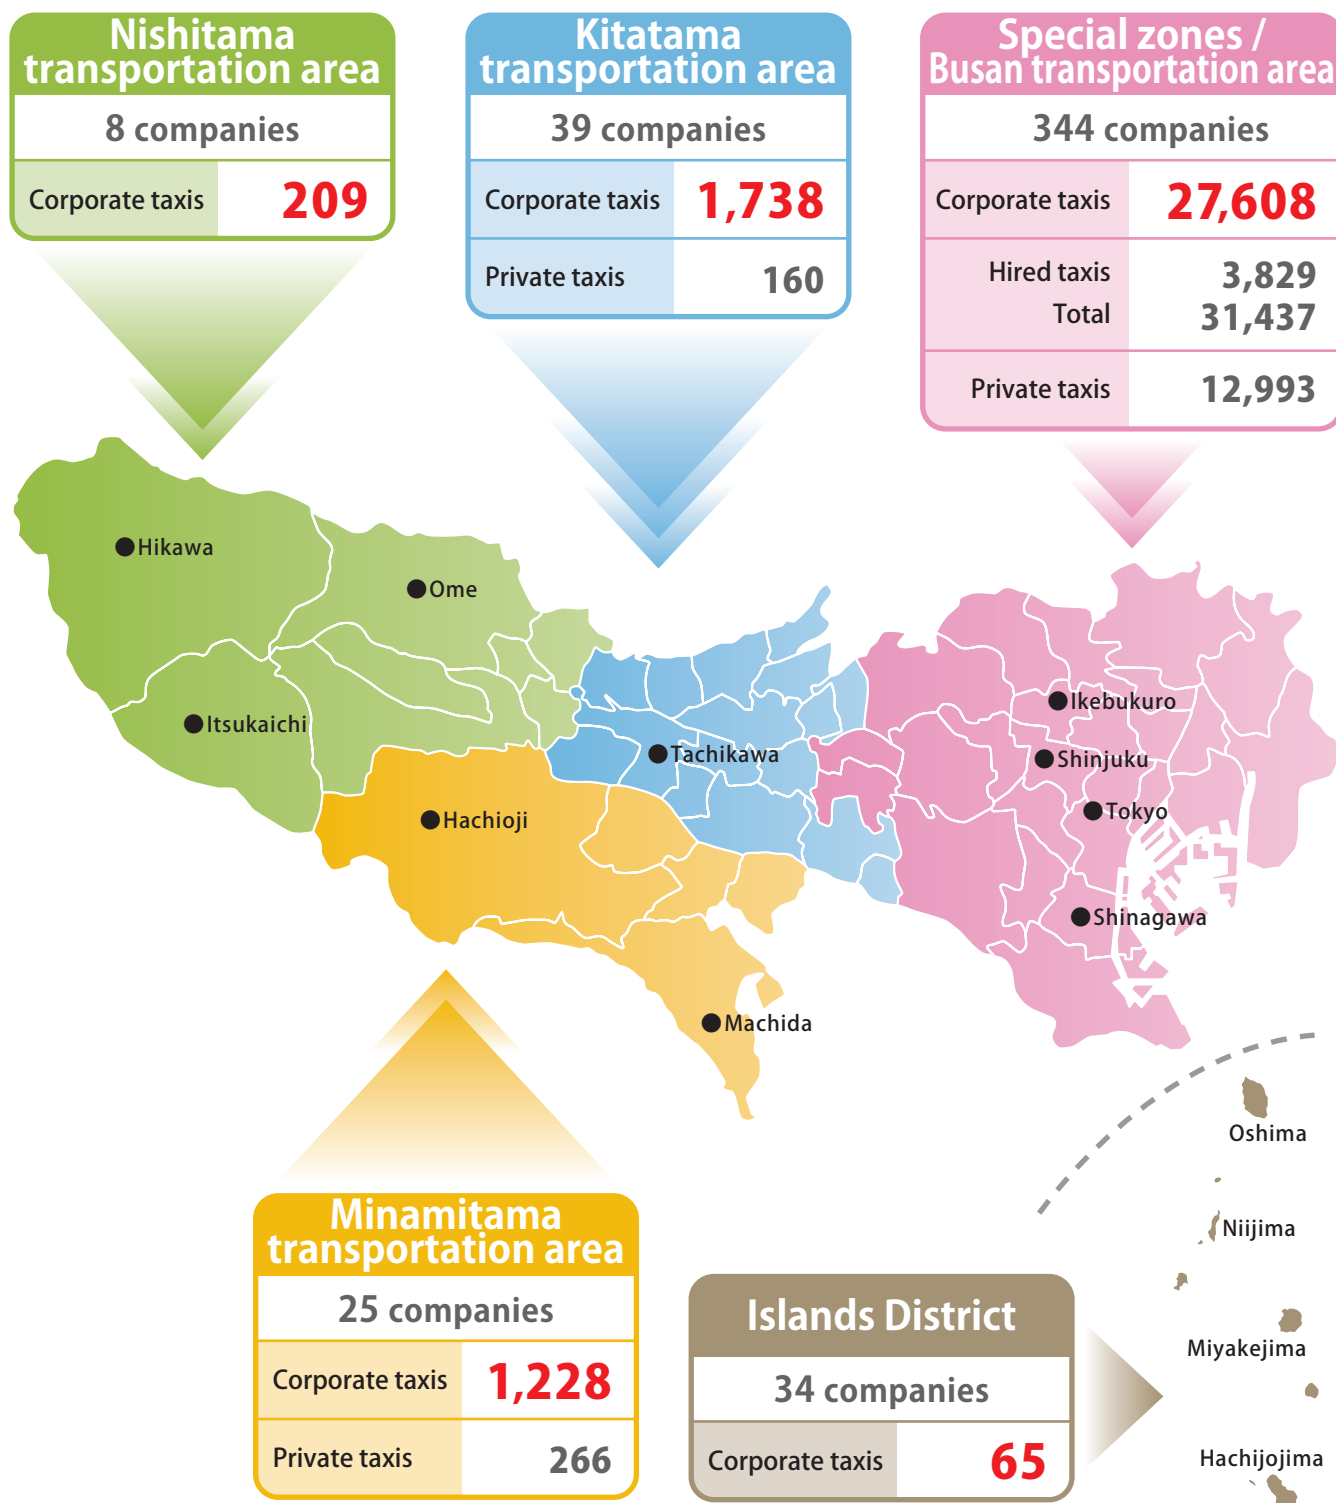 Nishitama
transportation area
8 companies
Corporate taxis 209
Kitatama
transportation area
39 companies
Corporate taxis 1,738
Private taxis 160
Special zones /
Busan transportation area
344 companies
Corporate taxis 27,608
Hired taxis 3,829
Total 31,437
Private taxis 12,993
Hikawa
Ome
Itsukaichi
Ikebukuro
Tachikawa
Shinjuku
Hachioji
Tokyo
Shinagawa
Machida
Minamitama
transportation area
25 companies
Corporate taxis 1,228
Private taxis 266
Islands District
34 companies
Corporate taxis 65
Oshima
Niijima
Miyakejima
Hachijojima